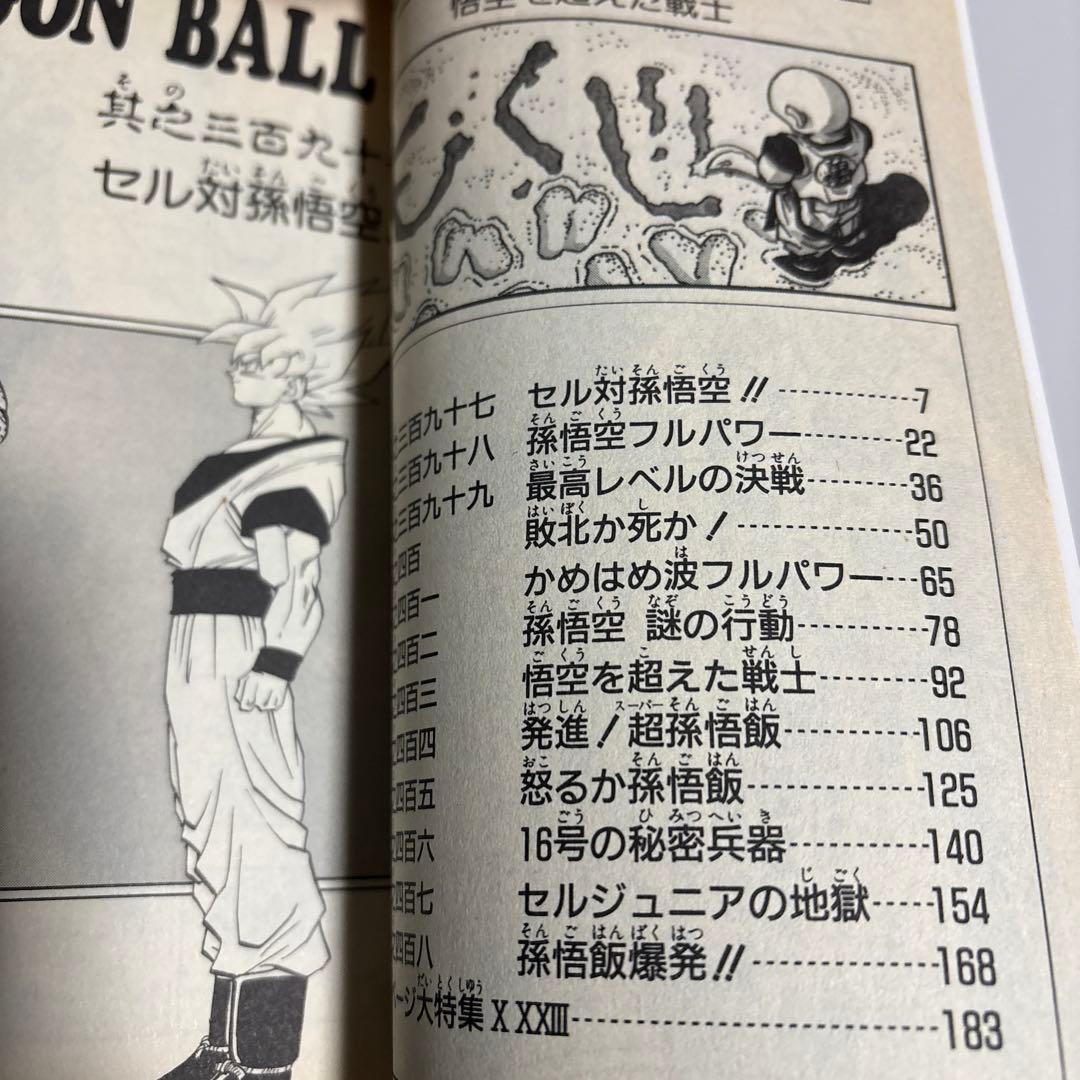 ON BALL
其之三百九十
セル対孫悟空
悟空を超えた戦士
もくじ
三百九十七 セル対孫悟空!! 7
三百九十八 孫悟空フルパワー 22
三百九十九 最高レベルの決戦 36
四百 敗北か死か! 50
四百一 かめはめ波フルパワー 65
四百二 孫悟空 謎の行動 78
四百三 悟空を超えた戦士 92
四百四 発進!超孫悟飯 106
四百五 怒るか孫悟飯 125
四百六 16号の秘密兵器 140
四百七 セルジュニアの地獄 154
四百八 孫悟飯爆発!! 168
ージ大特集XXXIII 183